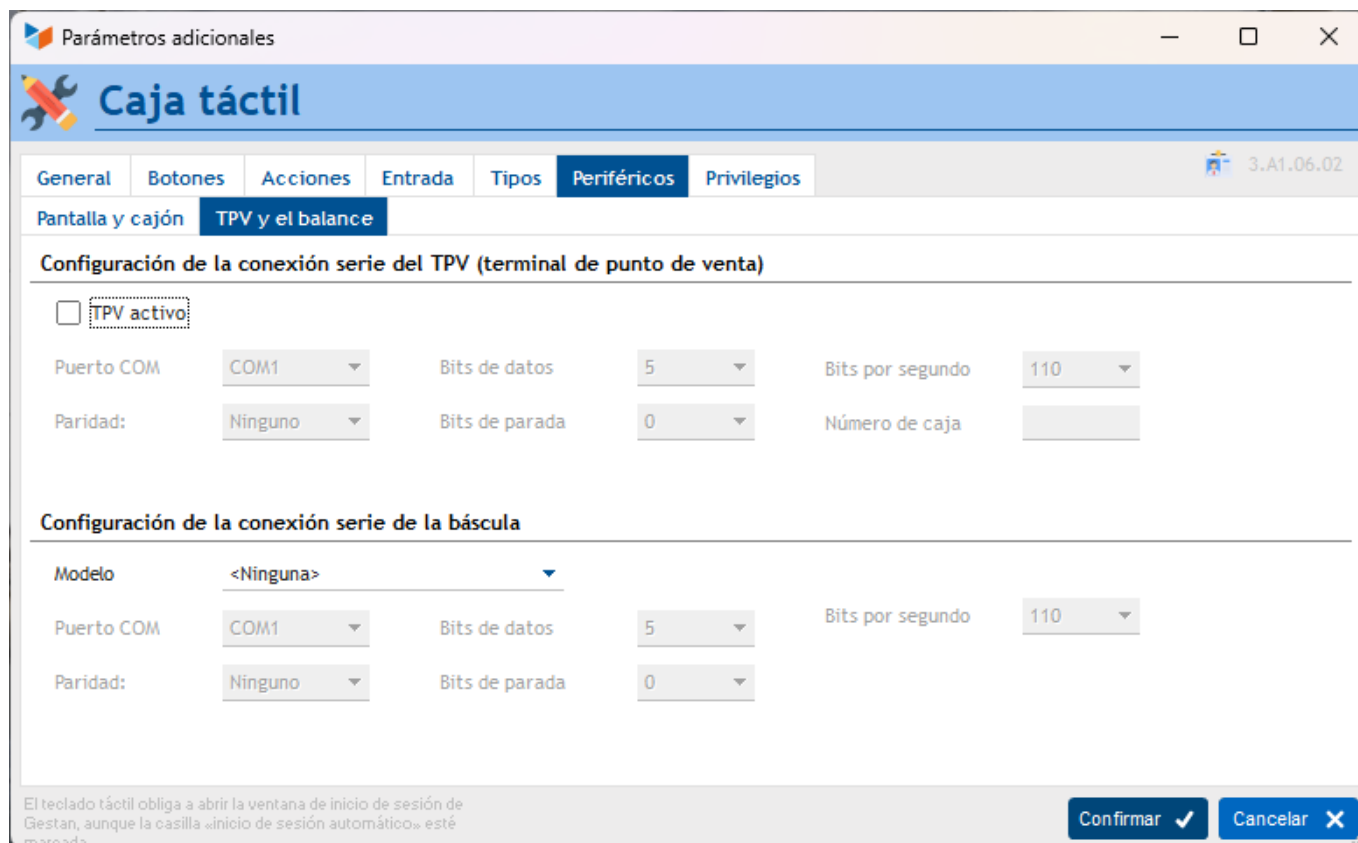 Parámetros adicionales
Caja táctil
General Botones Acciones Entrada Tipos Periféricos Privilegios 3.A1.06.02
Pantalla y cajón TPV y el balance
Configuración de la conexión serie del TPV (terminal de punto de venta)
TPV activo
Puerto COM COM1 Bits de datos 5 Bits por segundo 110
Paridad: Ninguno Bits de parada 0 Número de caja
Configuración de la conexión serie de la báscula
Modelo <Ninguna>
Puerto COM COM1 Bits de datos 5 Bits por segundo 110
Paridad: Ninguno Bits de parada 0
El teclado táctil obliga a abrir la ventana de inicio de sesión de
Gestan, aunque la casilla «inicio de sesión automático» esté
marcada
Confirmar Cancelar